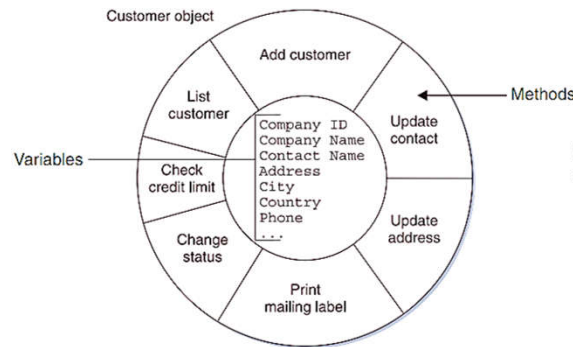 Customer object
Add customer
List
customer
Methods
Update
contact
Company ID
Company Name
Contact Name
Address
City
Country
Phone
...
Variables
Check
credit limit
Update
address
Change
status
Print
mailing label